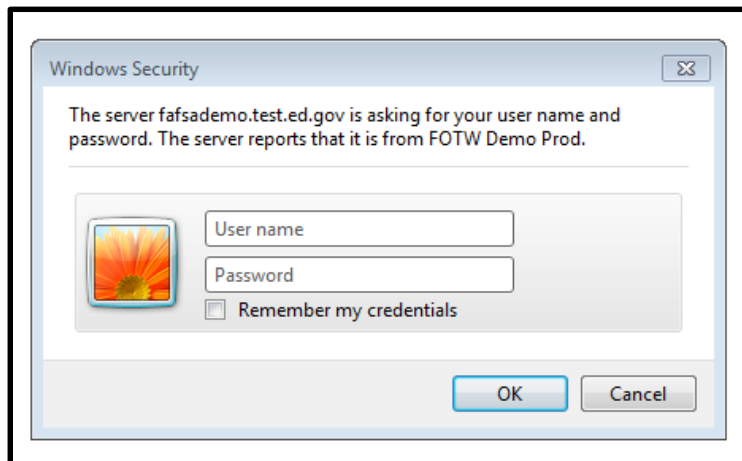 Windows Security
The server fafsademo.test.ed.gov is asking for your user name and
password. The server reports that it is from FOTW Demo Prod.
User name
Password
Remember my credentials
OK
Cancel